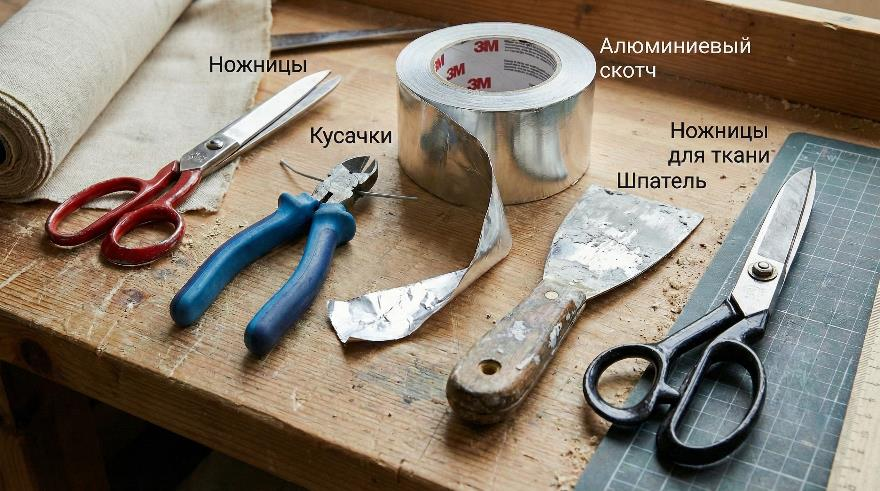 Ножницы
Кусачки
3M
3M
3M
Алюминиевый
скотч
Ножницы
для ткани
Шпатель